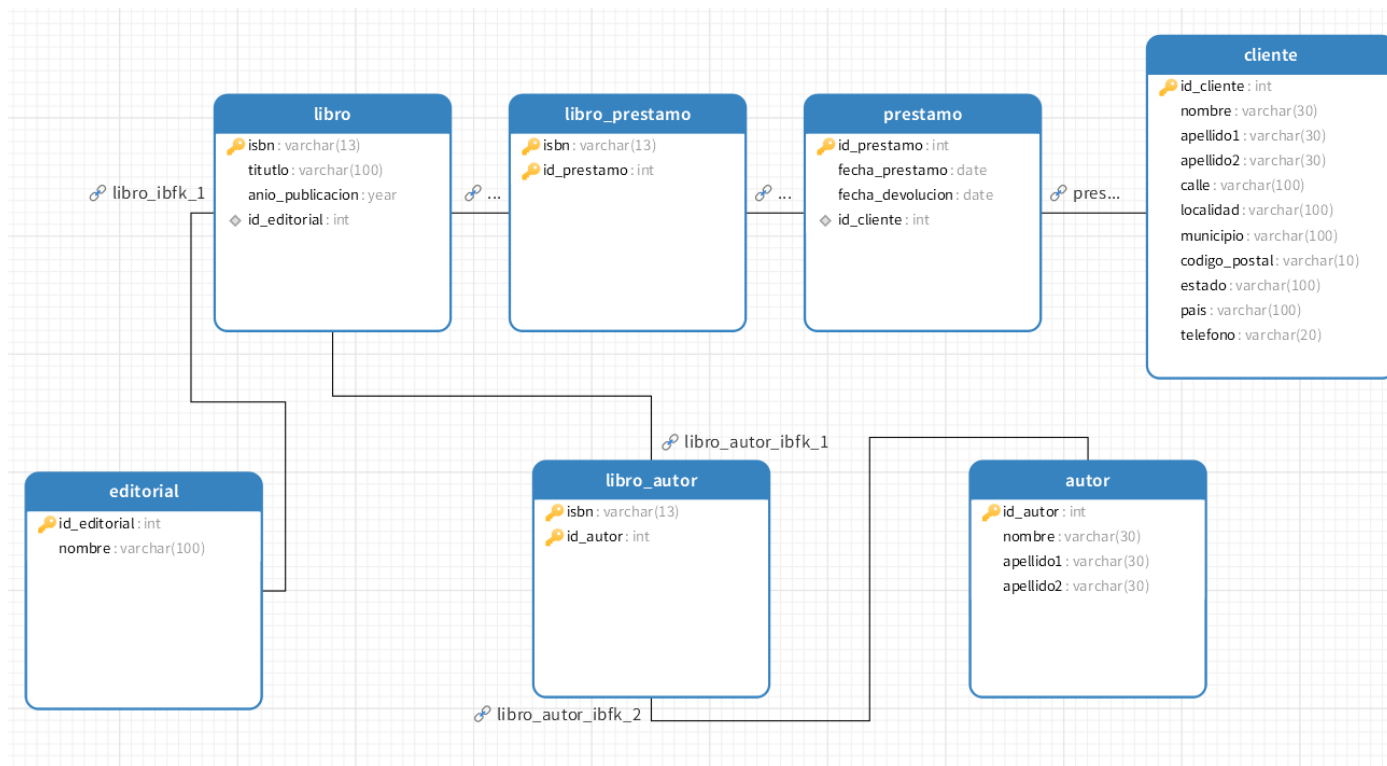 libro
isbn : varchar(13)
titutlo : varchar(100)
anio_publicacion : year
id_editorial : int
libro_prestamo
isbn : varchar(13)
id_prestamo : int
prestamo
id_prestamo : int
fecha_prestamo : date
fecha_devolucion : date
id_cliente : int
cliente
id_cliente : int
nombre : varchar(30)
apellido1 : varchar(30)
apellido2 : varchar(30)
calle : varchar(100)
localidad : varchar(100)
municipio : varchar(100)
codigo_postal : varchar(10)
estado : varchar(100)
pais : varchar(100)
telefono : varchar(20)
libro_ibfk_1
...
...
pres...
editorial
id_editorial : int
nombre : varchar(100)
libro_autor_ibfk_1
libro_autor
isbn : varchar(13)
id_autor : int
autor
id_autor : int
nombre : varchar(30)
apellido1 : varchar(30)
apellido2 : varchar(30)
libro_autor_ibfk_2